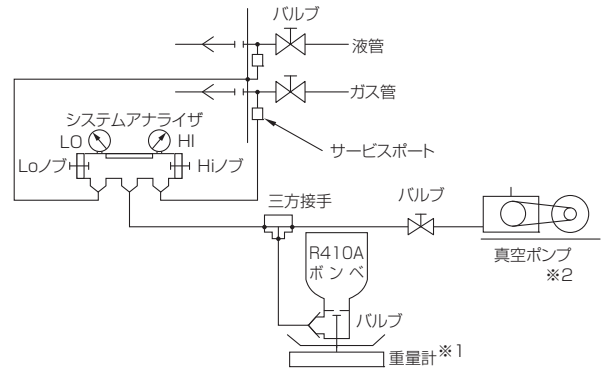 バルブ
液管
ガス管
システムアナライザ
LO
HI
Loノブ
Hiノブ
サービスポート
三方接手
バルブ
R410A
ボンベ
真空ポンプ
※2
バルブ
重量計※1